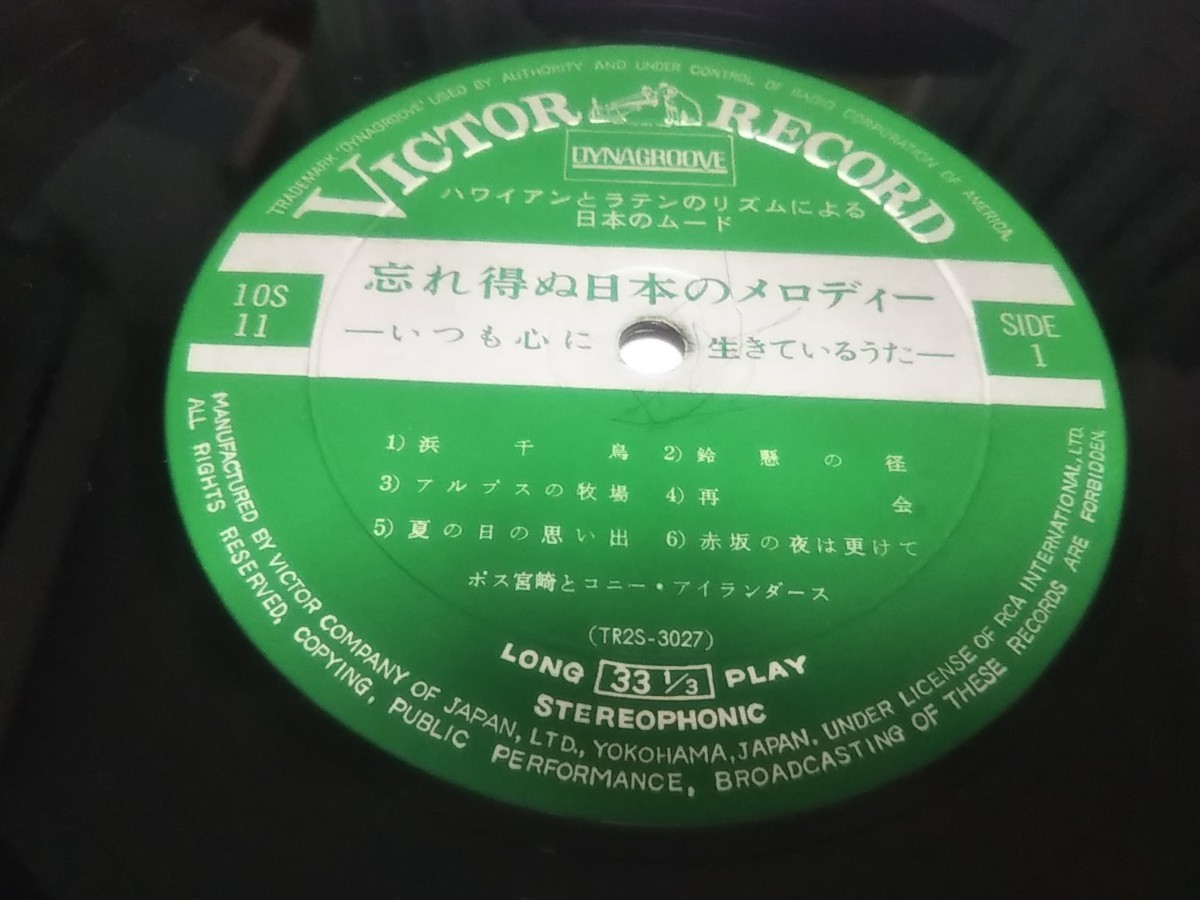 TRADEMARK 'DYNAGROOVE' USED BY AUTHORITY AND UNDER CONTROL OF RADIO CORPORATION OF AMERICA.
VICTOR RECORD
DYNAGROOVE
ハワイアンとラテンのリズムによる
日本のムード
忘れ得ぬ日本のメロディー
―いつも心に 生きているうた―
10S
11
SIDE
1
1) 浜千鳥 2) 鈴懸の径
3) アルプスの牧場 4) 再会
5) 夏の日の思い出 6) 赤坂の夜は更けて
ポス宮崎とコニー・アイランダース
(TR2S-3027)
LONG 33 1/3 PLAY
STEREOPHONIC
MANUFACTURED BY VICTOR COMPANY OF JAPAN, LTD., YOKOHAMA, JAPAN. UNDER LICENSE OF RCA INTERNATIONAL, LTD.
ALL RIGHTS RESERVED, COPYING, PUBLIC PERFORMANCE, BROADCASTING OF THESE RECORDS ARE FORBIDDEN.